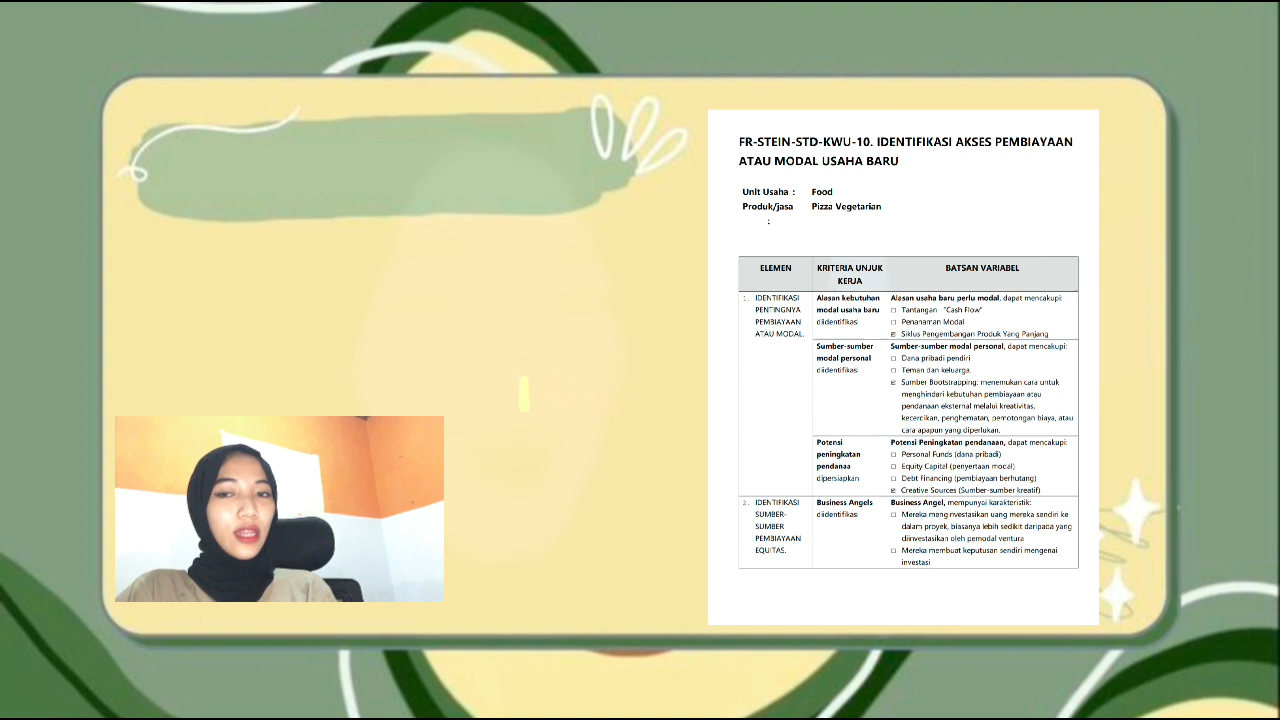 FR-STEIN-STD-KWU-10. IDENTIFIKASI AKSES PEMBIAYAAN
ATAU MODAL USAHA BARU
Unit Usaha : Food
Produk/jasa Pizza Vegetarian
:
ELEMEN
KRITERIA UNJUK
KERJA
BATSAN VARIABEL
1. IDENTIFIKASI
PENTINGNYA
PEMBIAYAAN
ATAU MODAL.
Alasan kebutuhan
modal usaha baru
diidentifikasi
Alasan usaha baru perlu modal, dapat mencakupi:
☐ Tantangan "Cash Flow"
☐ Penanaman Modal
☑ Siklus Pengembangan Produk Yang Panjang
Sumber-sumber
modal personal
diidentifikasi
Sumber-sumber modal personal, dapat mencakupi:
☐ Dana pribadi pendiri
☐ Teman dan keluarga.
☑ Sumber Bootstrapping: menemukan cara untuk
menghindari kebutuhan pembiayaan atau
pendanaan eksternal melalui kreativitas,
kecerdikan, penghematan, pemotongan biaya, atau
cara apapun yang diperlukan.
Potensi
peningkatan
pendanaa
dipersiapkan
Potensi Peningkatan pendanaan, dapat mencakupi:
☐ Personal Funds (dana pribadi)
☐ Equity Capital (penyertaan modal)
☐ Debt Financing (pembiayaan berhutang)
☑ Creative Sources (Sumber-sumber kreatif)
2. IDENTIFIKASI
SUMBER-
SUMBER
PEMBIAYAAN
EQUITAS.
Business Angels
diidentifikasi
Business Angel, mempunyai karakteristik:
☐ Mereka menginvestasikan uang mereka sendiri ke
dalam proyek, biasanya lebih sedikit daripada yang
diinvestasikan oleh pemodal ventura
☐ Mereka membuat keputusan sendiri mengenai
investasi